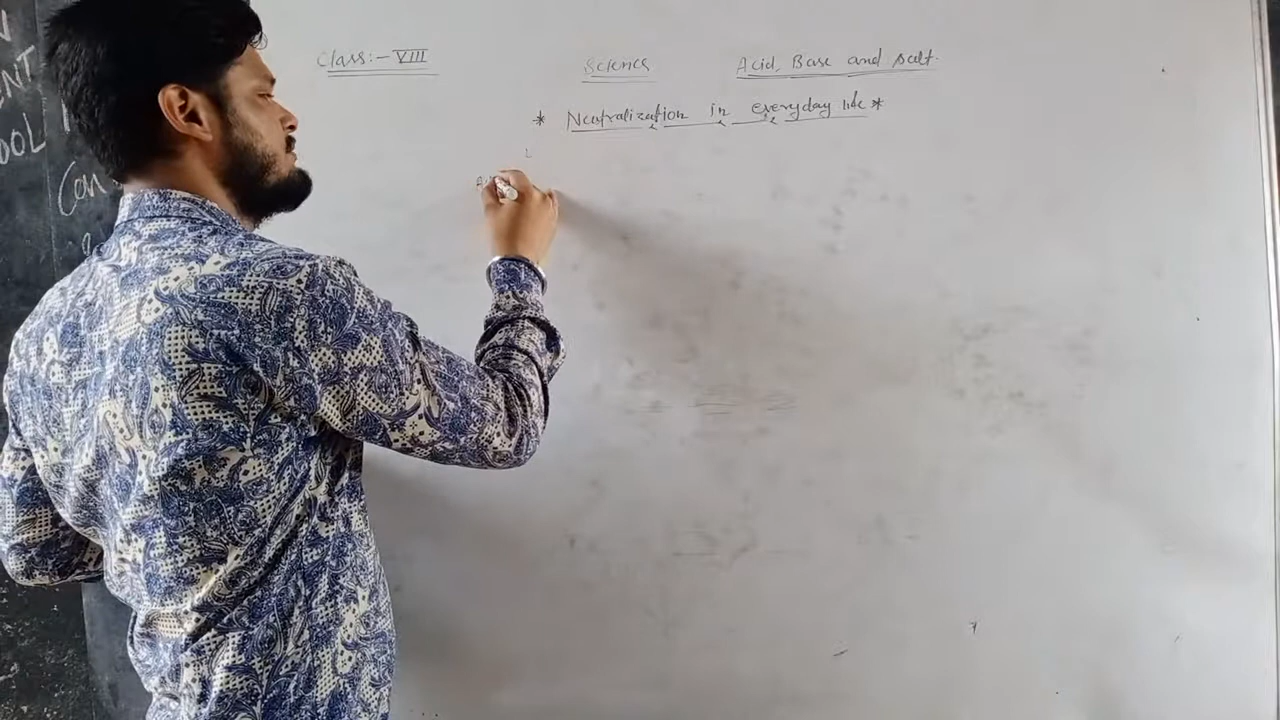 Class:- VIII
Science
Acid, Base and salt.
* Neutralization in everyday life *